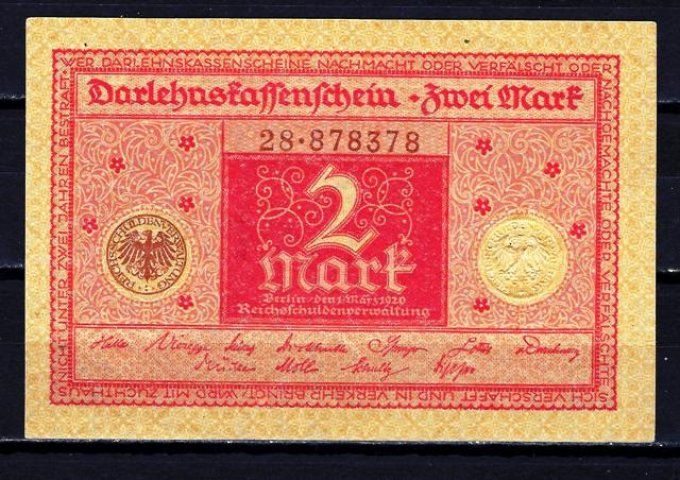 WER DARLEHNSKASSENSCHEINE NACHMACHT ODER VERFÄLSCHT ODER
NACHGEMACHTE ODER VERFÄLSCHTE
SICH VERSCHAFFT UND IN VERKEHR BRINGT, WIRD MIT ZUCHTHAUS
NICHT UNTER ZWEI JAHREN BESTRAFT
Darlehnskassenschein · Zwei Mark
28·878378
2
Mark
Berlin · den 1. März 1920
Reichsschuldenverwaltung
REICHSSCHULDENVERWALTUNG